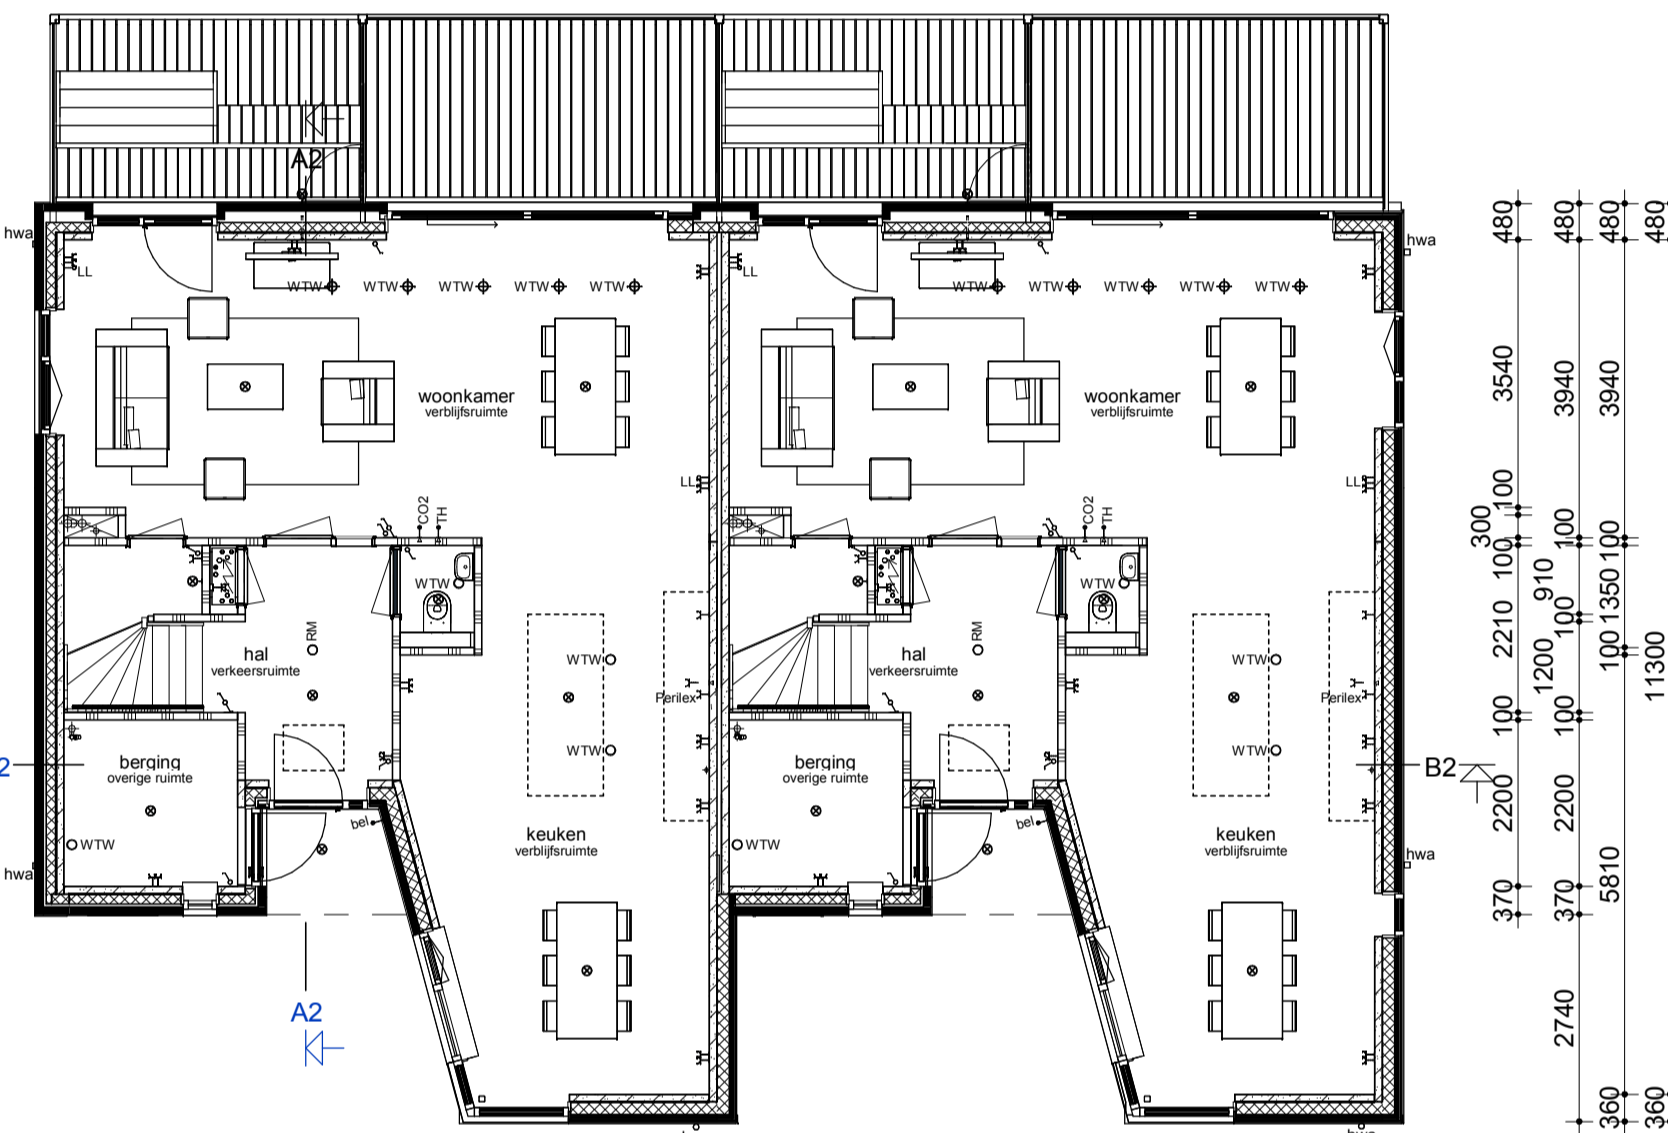 A2
hwa
hwa
LL
LL
WTW WTW WTW WTW WTW
WTW WTW WTW WTW WTW
woonkamer
verblijfsruimte
woonkamer
verblijfsruimte
LL
LL
CO2
TH
CO2
TH
WTW
WTW
RM
RM
hal
verkeersruimte
hal
verkeersruimte
WTW
WTW
Perilex
Perilex
WTW
WTW
berging
overige ruimte
berging
overige ruimte
2
B2
bel
bel
keuken
verblijfsruimte
keuken
verblijfsruimte
WTW
WTW
hwa
hwa
A2
480
480
480
480
3540
3940
3940
100
300
100
100
100
910
1350
2210
100
1200
100
11300
100
100
2200
2200
5810
370
370
2740
360
360